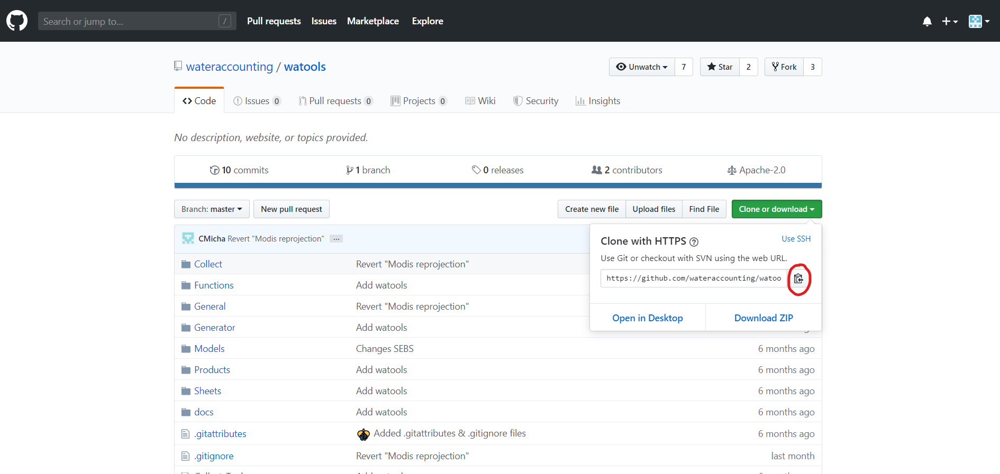 Search or jump to... /
Pull requests Issues Marketplace Explore
wateraccounting / watools
Unwatch 7 Star 2 Fork 3
Code Issues 0 Pull requests 0 Projects 0 Wiki Security Insights
No description, website, or topics provided.
10 commits 1 branch 0 releases 2 contributors Apache-2.0
Branch: master New pull request Create new file Upload files Find File Clone or download
CMicha Revert "Modis reprojection" ...
Clone with HTTPS ?
Use SSH
Use Git or checkout with SVN using the web URL.
https://github.com/wateraccounting/watoo
Open in Desktop Download ZIP
Collect Revert "Modis reprojection"
Functions Add watools
General Revert "Modis reprojection"
Generator Add watools
Models Changes SEBS 6 months ago
Products Add watools 6 months ago
Sheets Add watools 6 months ago
docs Add watools 6 months ago
.gitattributes Added .gitattributes & .gitignore files 6 months ago
.gitignore Revert "Modis reprojection" last month